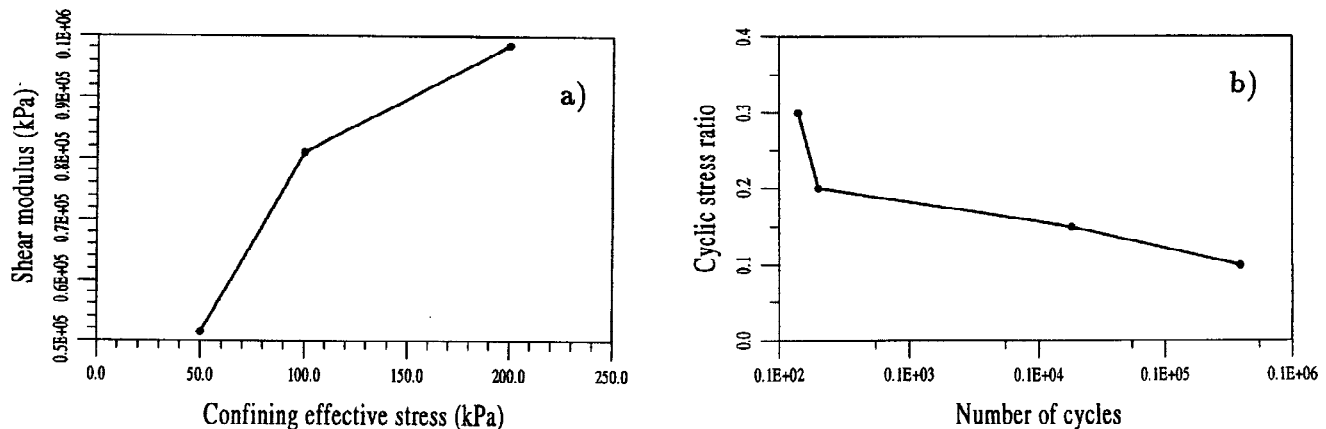 0.1E+06
0.9E+05
0.8E+05
0.7E+05
0.6E+05
0.5E+05
Shear modulus (kPa)
0.0 50.0 100.0 150.0 200.0 250.0
Confining effective stress (kPa)
a)
0.4
0.3
0.2
0.1
0.0
Cyclic stress ratio
0.1E+02 0.1E+03 0.1E+04 0.1E+05 0.1E+06
Number of cycles
b)